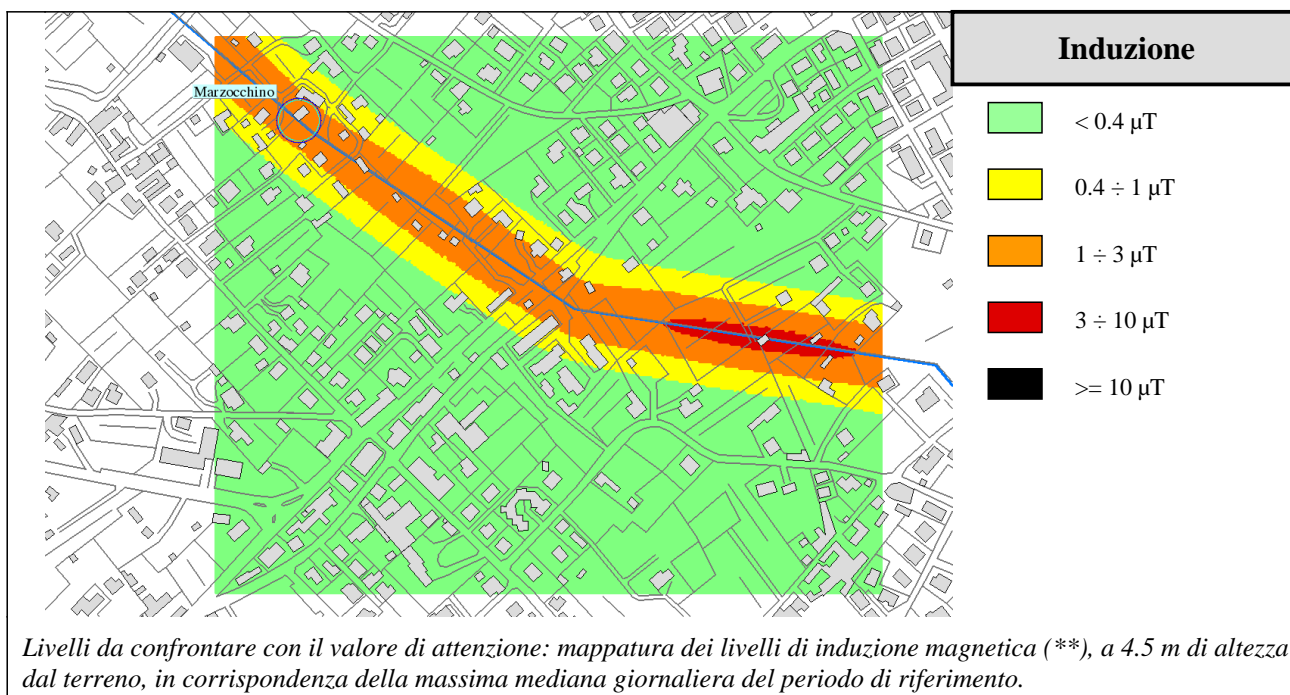 Marzocchino
Induzione
< 0.4 µT
0.4 ÷ 1 µT
1 ÷ 3 µT
3 ÷ 10 µT
>= 10 µT
Livelli da confrontare con il valore di attenzione: mappatura dei livelli di induzione magnetica (**), a 4.5 m di altezza
dal terreno, in corrispondenza della massima mediana giornaliera del periodo di riferimento.